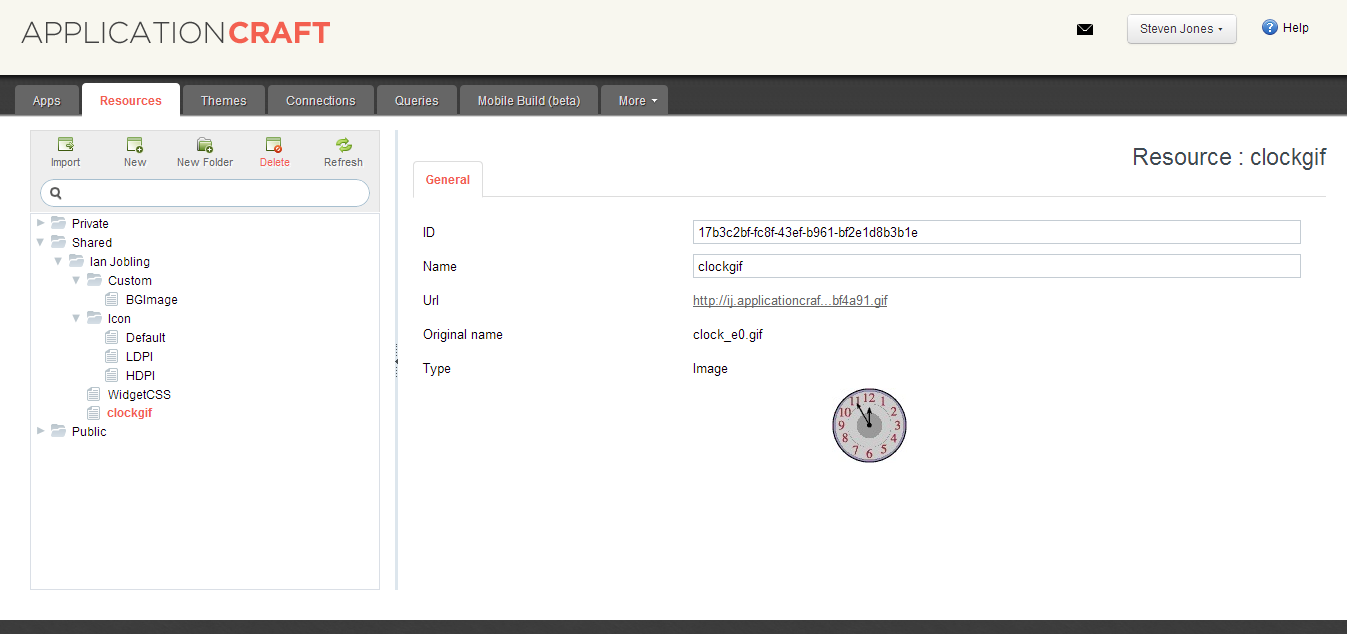 APPLICATIONCRAFT
Steven Jones
Help
Apps
Resources
Themes
Connections
Queries
Mobile Build (beta)
More
Import
New
New Folder
Delete
Refresh
Private
Shared
Ian Jobling
Custom
BGImage
Icon
Default
LDPI
HDPI
WidgetCSS
clockgif
Public
Resource : clockgif
General
ID 17b3c2bf-fc8f-43ef-b961-bf2e1d8b3b1e
Name clockgif
Url http://ij.applicationcraf...bf4a91.gif
Original name clock_e0.gif
Type Image
12
1
2
3
4
5
6
7
8
9
10
11